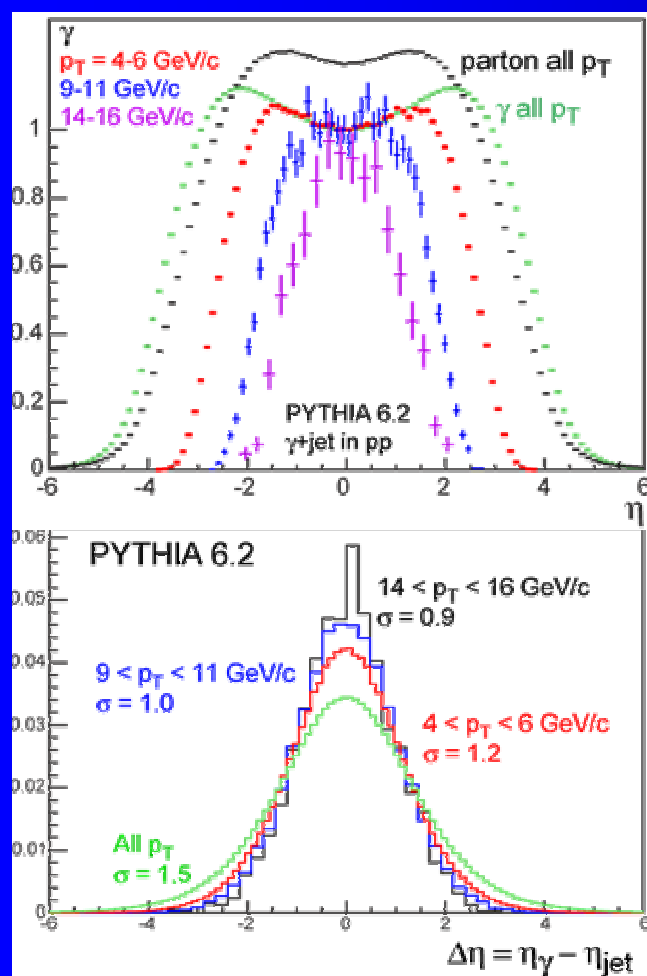 γ
p_T = 4-6 GeV/c
9-11 GeV/c
14-16 GeV/c
parton all p_T
γ all p_T
1
0.8
0.6
0.4
0.2
0
PYTHIA 6.2
γ+jet in pp
-6 -4 -2 0 2 4 6
η
0.06
0.05
0.04
0.03
0.02
0.01
0
PYTHIA 6.2
14 < p_T < 16 GeV/c
σ = 0.9
9 < p_T < 11 GeV/c
σ = 1.0
4 < p_T < 6 GeV/c
σ = 1.2
All p_T
σ = 1.5
-6 -4 -2 0 2 4 6
Δη = η_γ − η_jet